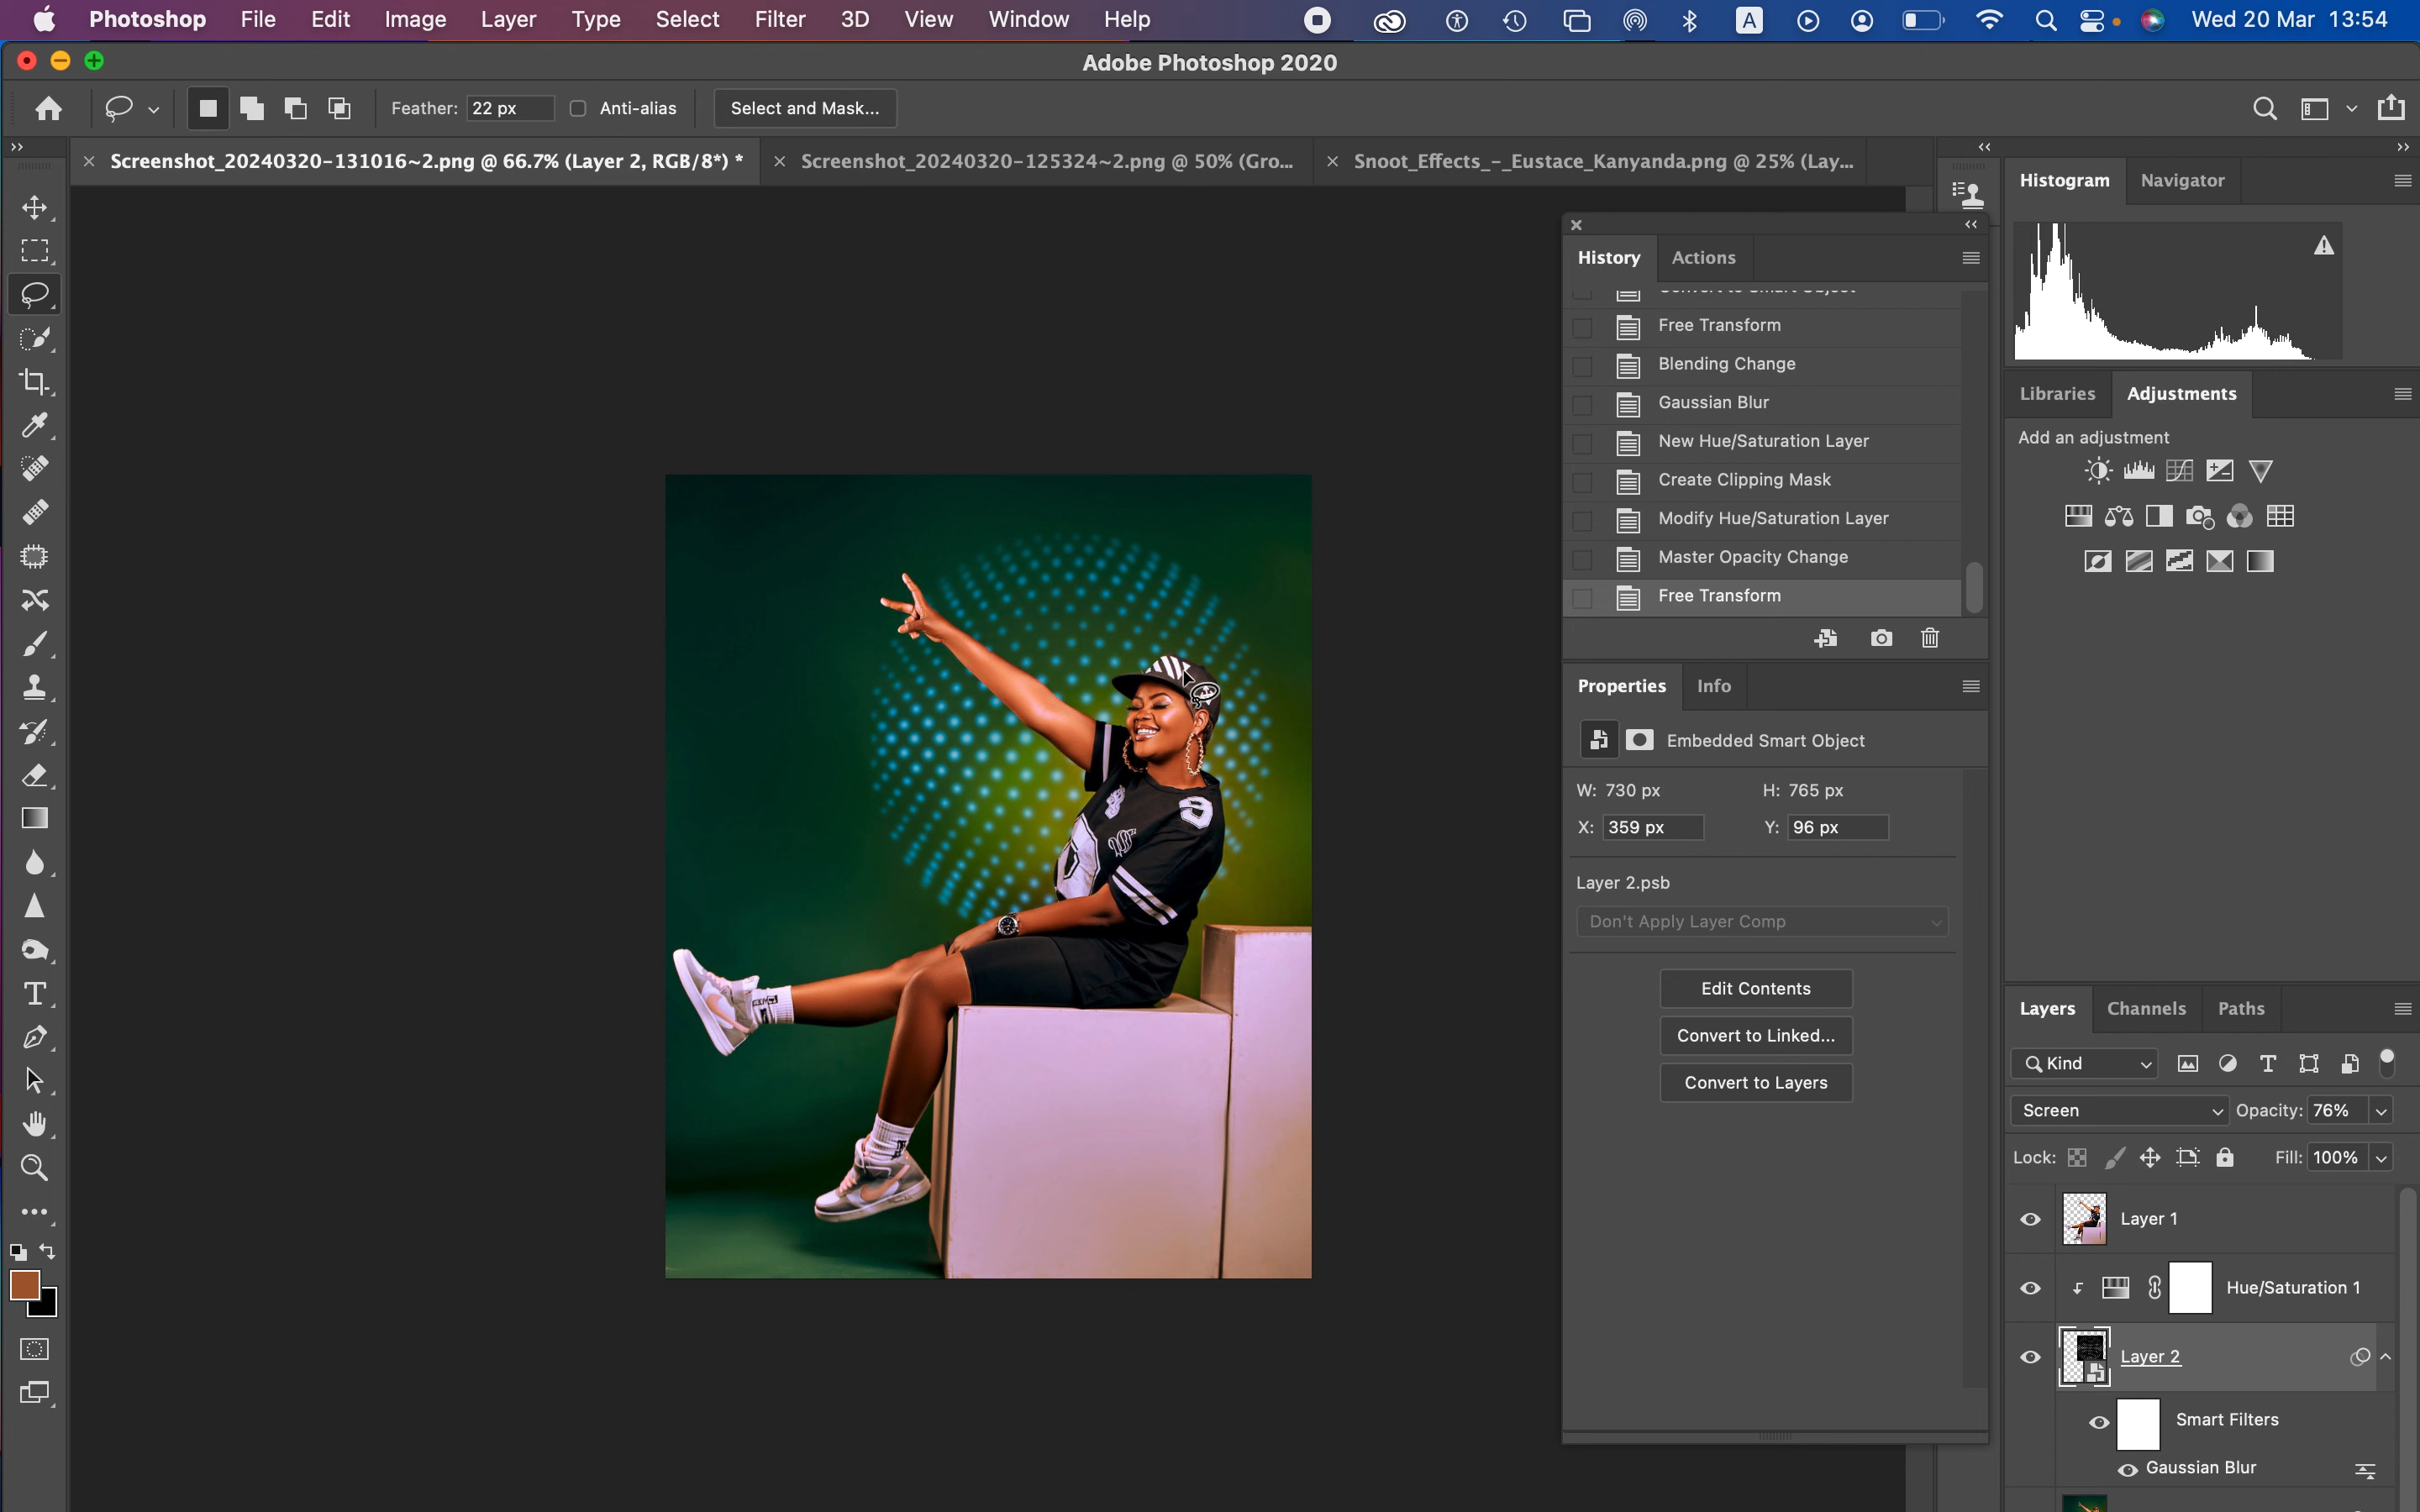 Photoshop File Edit Image Layer Type Select Filter 3D View Window Help A Wed 20 Mar 13:54
Adobe Photoshop 2020
Feather: 22 px Anti-alias Select and Mask...
Screenshot_20240320-131016~2.png @ 66.7% (Layer 2, RGB/8*) * Screenshot_20240320-125324~2.png @ 50% (Gro... Snoot_Effects_-_Eustace_Kanyanda.png @ 25% (Lay...
Histogram Navigator
History Actions
Convert to Smart Object
Free Transform
Blending Change
Gaussian Blur
New Hue/Saturation Layer
Create Clipping Mask
Modify Hue/Saturation Layer
Master Opacity Change
Free Transform
Properties Info
Embedded Smart Object
W: 730 px H: 765 px
X: 359 px Y: 96 px
Layer 2.psb
Don't Apply Layer Comp
Edit Contents
Convert to Linked...
Convert to Layers
Libraries Adjustments
Add an adjustment
Layers Channels Paths
Kind
Screen Opacity: 76%
Lock: Fill: 100%
Layer 1
Hue/Saturation 1
Layer 2
Smart Filters
Gaussian Blur